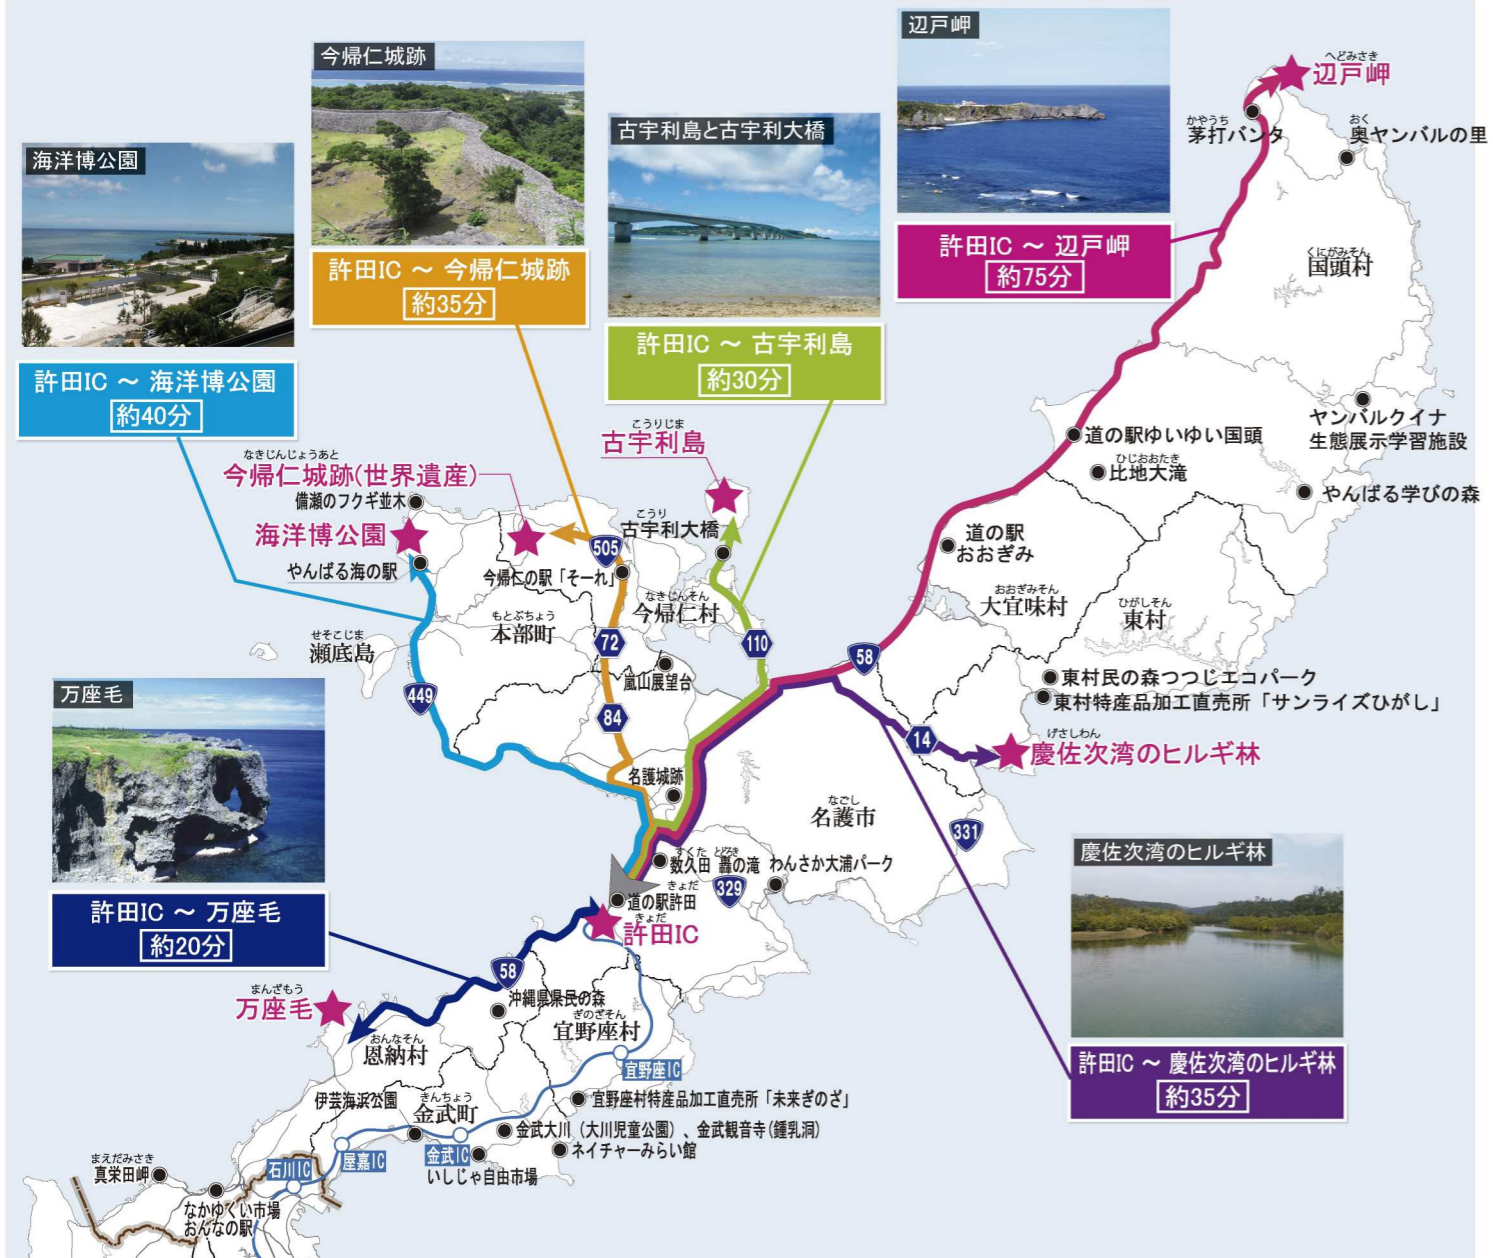 辺戸岬
今帰仁城跡
古宇利島と古宇利大橋
海洋博公園
へどみさき
辺戸岬
かやうち
茅打バンタ
おく
奥ヤンバルの里
許田IC ～ 辺戸岬
約75分
許田IC ～ 今帰仁城跡
約35分
くにがみそん
国頭村
許田IC ～ 古宇利島
約30分
許田IC ～ 海洋博公園
約40分
ヤンバルクイナ
生態展示学習施設
こうりじま
古宇利島
道の駅ゆいゆい国頭
ひじおおたき
比地大滝
なきじんじょうあと
今帰仁城跡(世界遺産)
備瀬のフクギ並木
やんばる学びの森
海洋博公園
こうり
古宇利大橋
505
道の駅
おおぎみ
やんばる海の駅
今帰仁の駅「そーれ」
なきじんそん
今帰仁村
おおぎみそん
大宜味村
ひがしそん
東村
もとぶちょう
本部町
せそこじま
瀬底島
72
110
58
嵐山展望台
東村民の森つつじエコパーク
東村特産品加工直売所「サンライズひがし」
449
84
14
げさしわん
慶佐次湾のヒルギ林
万座毛
名護城跡
なごし
名護市
331
慶佐次湾のヒルギ林
すくた とどろき
数久田 轟の滝
わんさか大浦パーク
329
きょだ
道の駅許田
きょだ
許田IC
許田IC ～ 万座毛
約20分
58
まんざもう
万座毛
沖縄県県民の森
ぎのざそん
宜野座村
おんなそん
恩納村
宜野座IC
許田IC ～ 慶佐次湾のヒルギ林
約35分
伊芸海浜公園
きんちょう
金武町
宜野座村特産品加工直売所「未来ぎのざ」
金武大川（大川児童公園）、金武観音寺(鍾乳洞)
ネイチャーみらい館
屋嘉IC
金武IC
いしじゃ自由市場
まえだみさき
真栄田岬
石川IC
なかゆくい市場
おんなの駅